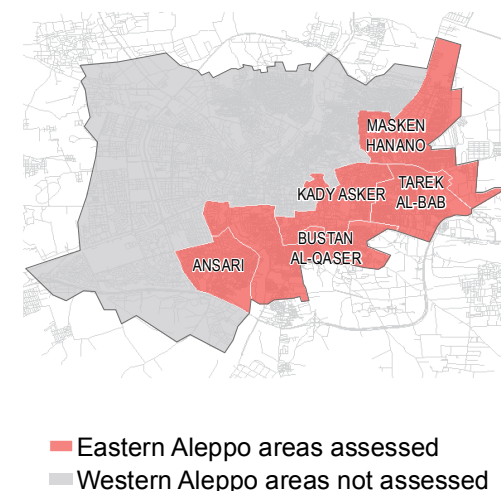 MASKEN
HANANO
TAREK
AL-BAB
KADY ASKER
BUSTAN
AL-QASER
ANSARI
Eastern Aleppo areas assessed
Western Aleppo areas not assessed